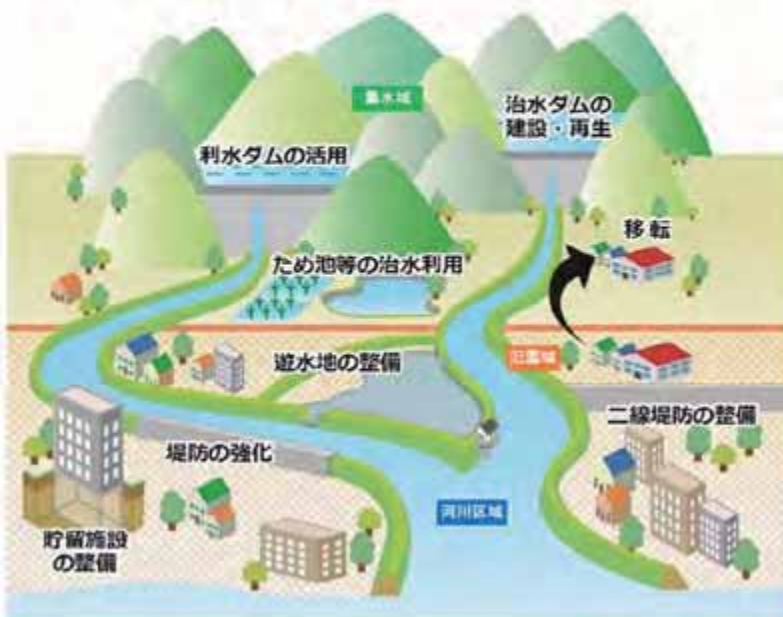 集水域
治水ダムの
建設・再生
利水ダムの活用
移転
ため池等の治水利用
遊水地の整備
氾濫域
二線堤防の整備
堤防の強化
河川区域
貯留施設
の整備